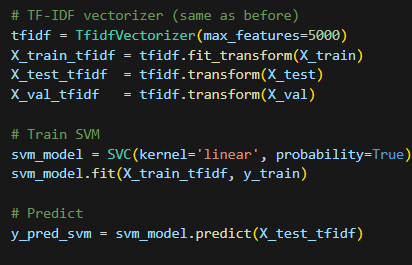 # TF-IDF vectorizer (same as before)
tfidf = TfidfVectorizer(max_features=5000)
X_train_tfidf  = tfidf.fit_transform(X_train)
X_test_tfidf   = tfidf.transform(X_test)
X_val_tfidf    = tfidf.transform(X_val)

# Train SVM
svm_model = SVC(kernel='linear', probability=True)
svm_model.fit(X_train_tfidf, y_train)

# Predict
y_pred_svm = svm_model.predict(X_test_tfidf)